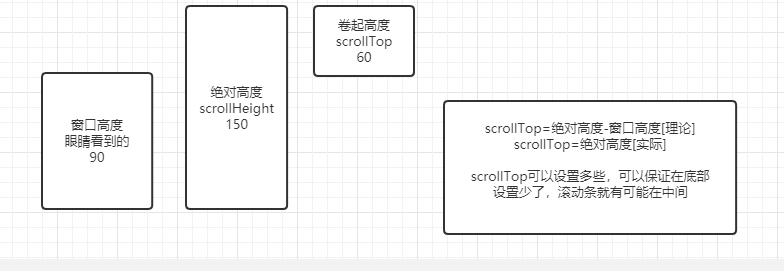 窗口高度
眼睛看到的
90
绝对高度
scrollHeight
150
卷起高度
scrollTop
60
scrollTop=绝对高度-窗口高度[理论]
scrollTop=绝对高度[实际]
scrollTop可以设置多些，可以保证在底部
设置少了，滚动条就有可能在中间